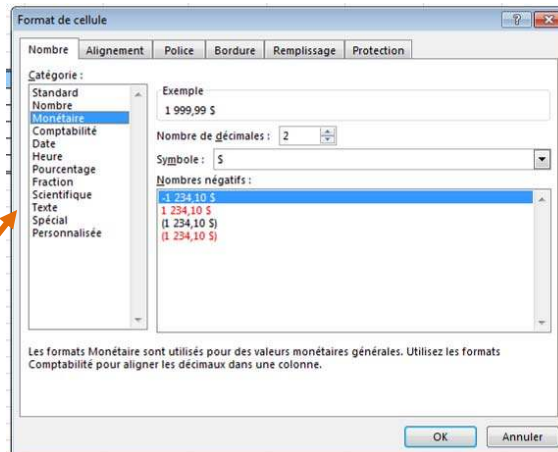 Format de cellule
Nombre Alignement Police Bordure Remplissage Protection
Catégorie :
Standard
Nombre
Monétaire
Comptabilité
Date
Heure
Pourcentage
Fraction
Scientifique
Texte
Spécial
Personnalisée
Exemple
1 999,99 $
Nombre de décimales : 2
Symbole : $
Nombres négatifs :
-1 234,10 $
1 234,10 $
(1 234,10 $)
(1 234,10 $)
Les formats Monétaire sont utilisés pour des valeurs monétaires générales. Utilisez les formats
Comptabilité pour aligner les décimaux dans une colonne.
OK Annuler